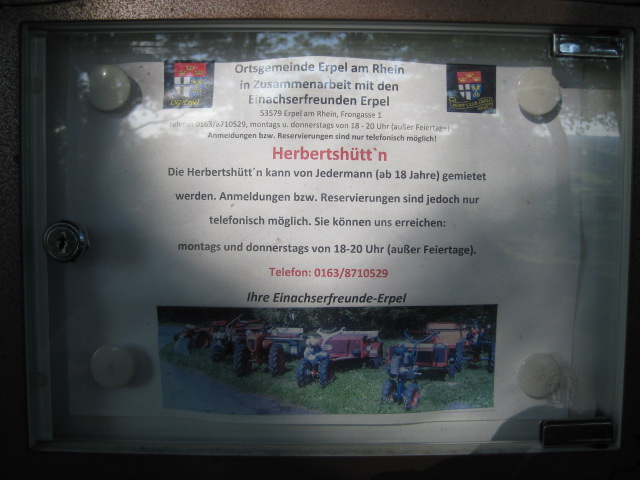 Ortsgemeinde Erpel am Rhein
in Zusammenarbeit mit den
Einachserfreunden Erpel
53579 Erpel am Rhein, Frongasse 1
Telefon 0163/8710529, montags u. donnerstags von 18 - 20 Uhr (außer Feiertage)
Anmeldungen bzw. Reservierungen sind nur telefonisch möglich!
Herbertshütt`n
Die Herbertshütt´n kann von Jedermann (ab 18 Jahre) gemietet
werden. Anmeldungen bzw. Reservierungen sind jedoch nur
telefonisch möglich. Sie können uns erreichen:
montags und donnerstags von 18-20 Uhr (außer Feiertage).
Telefon: 0163/8710529
Ihre Einachserfreunde-Erpel